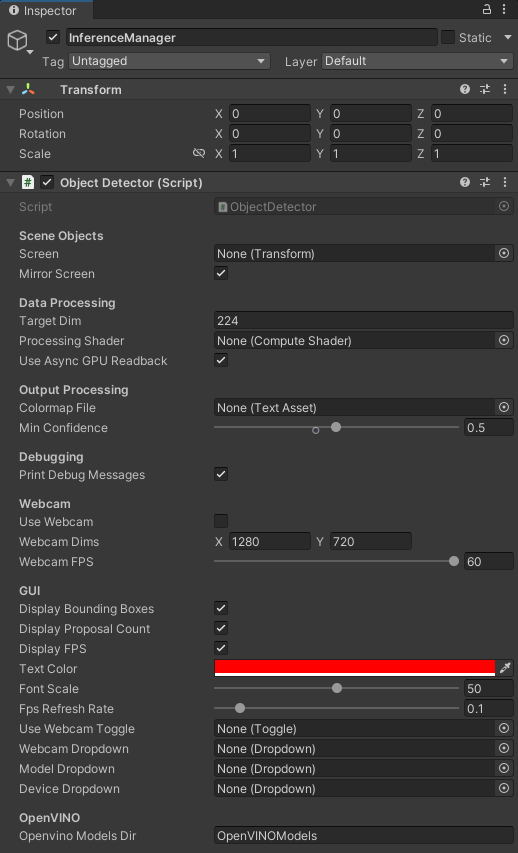 Inspector
InferenceManager Static
Tag Untagged Layer Default
Transform
Position X 0 Y 0 Z 0
Rotation X 0 Y 0 Z 0
Scale X 1 Y 1 Z 1
# Object Detector (Script)
Script # ObjectDetector
Scene Objects
Screen None (Transform)
Mirror Screen
Data Processing
Target Dim 224
Processing Shader None (Compute Shader)
Use Async GPU Readback
Output Processing
Colormap File None (Text Asset)
Min Confidence 0.5
Debugging
Print Debug Messages
Webcam
Use Webcam
Webcam Dims X 1280 Y 720
Webcam FPS 60
GUI
Display Bounding Boxes
Display Proposal Count
Display FPS
Text Color
Font Scale 50
Fps Refresh Rate 0.1
Use Webcam Toggle None (Toggle)
Webcam Dropdown None (Dropdown)
Model Dropdown None (Dropdown)
Device Dropdown None (Dropdown)
OpenVINO
Openvino Models Dir OpenVINOModels